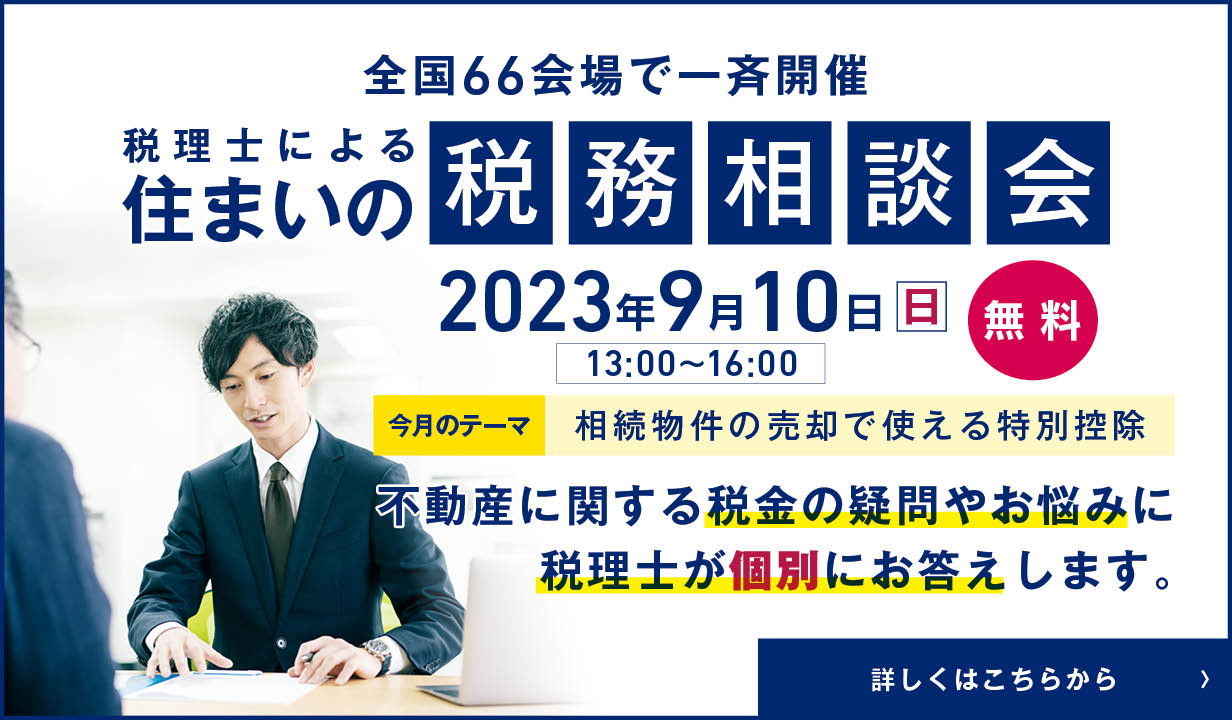 全国66会場で一斉開催
税理士による
住まいの税務相談会
2023年9月10日 日
無料
13:00〜16:00
今月のテーマ 相続物件の売却で使える特別控除
不動産に関する税金の疑問やお悩みに
税理士が個別にお答えします。
詳しくはこちらから 〉